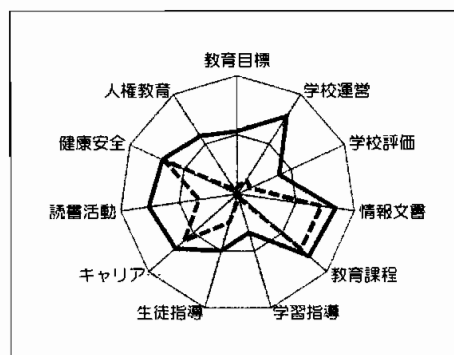 教育目標
学校運営
学校評価
情報文書
教育課程
学習指導
生徒指導
キャリア
読書活動
健康安全
人権教育